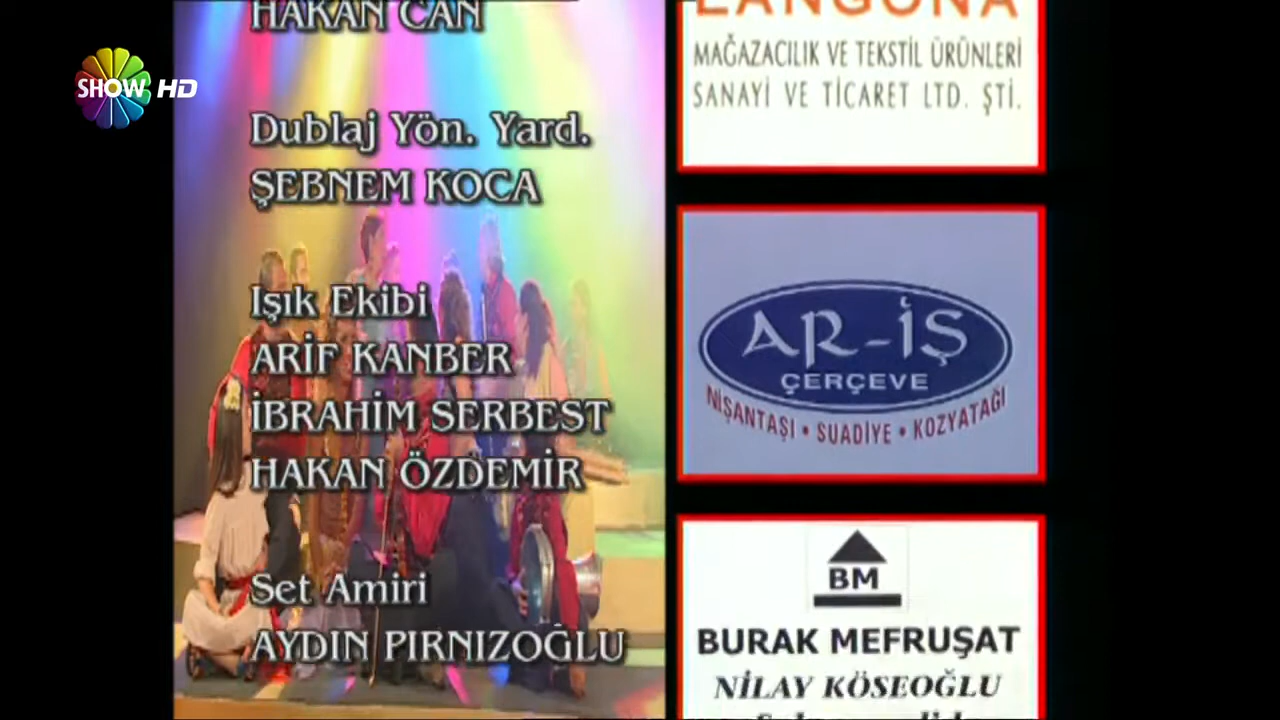 SHOW HD
HAKAN CAN
Dublaj Yön. Yard.
ŞEBNEM KOCA
Işık Ekibi
ARİF KANBER
İBRAHİM SERBEST
HAKAN ÖZDEMİR
Set Amiri
AYDIN PIRNIZOĞLU
LANGONA
MAĞAZACILIK VE TEKSTİL ÜRÜNLERİ
SANAYİ VE TİCARET LTD. ŞTİ.
AR-İŞ
ÇERÇEVE
NİŞANTAŞI • SUADİYE • KOZYATAĞI
BM
BURAK MEFRUŞAT
NİLAY KÖSEOĞLU